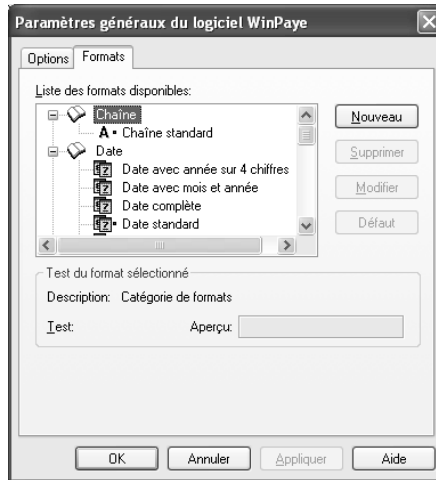 Paramètres généraux du logiciel WinPaye
Options Formats
Liste des formats disponibles:
Chaîne
A Chaîne standard
Date
Date avec année sur 4 chiffres
Date avec mois et année
Date complète
Date standard
Nouveau
Supprimer
Modifier
Défaut
Test du format sélectionné
Description: Catégorie de formats
Test: Aperçu:
OK Annuler Appliquer Aide